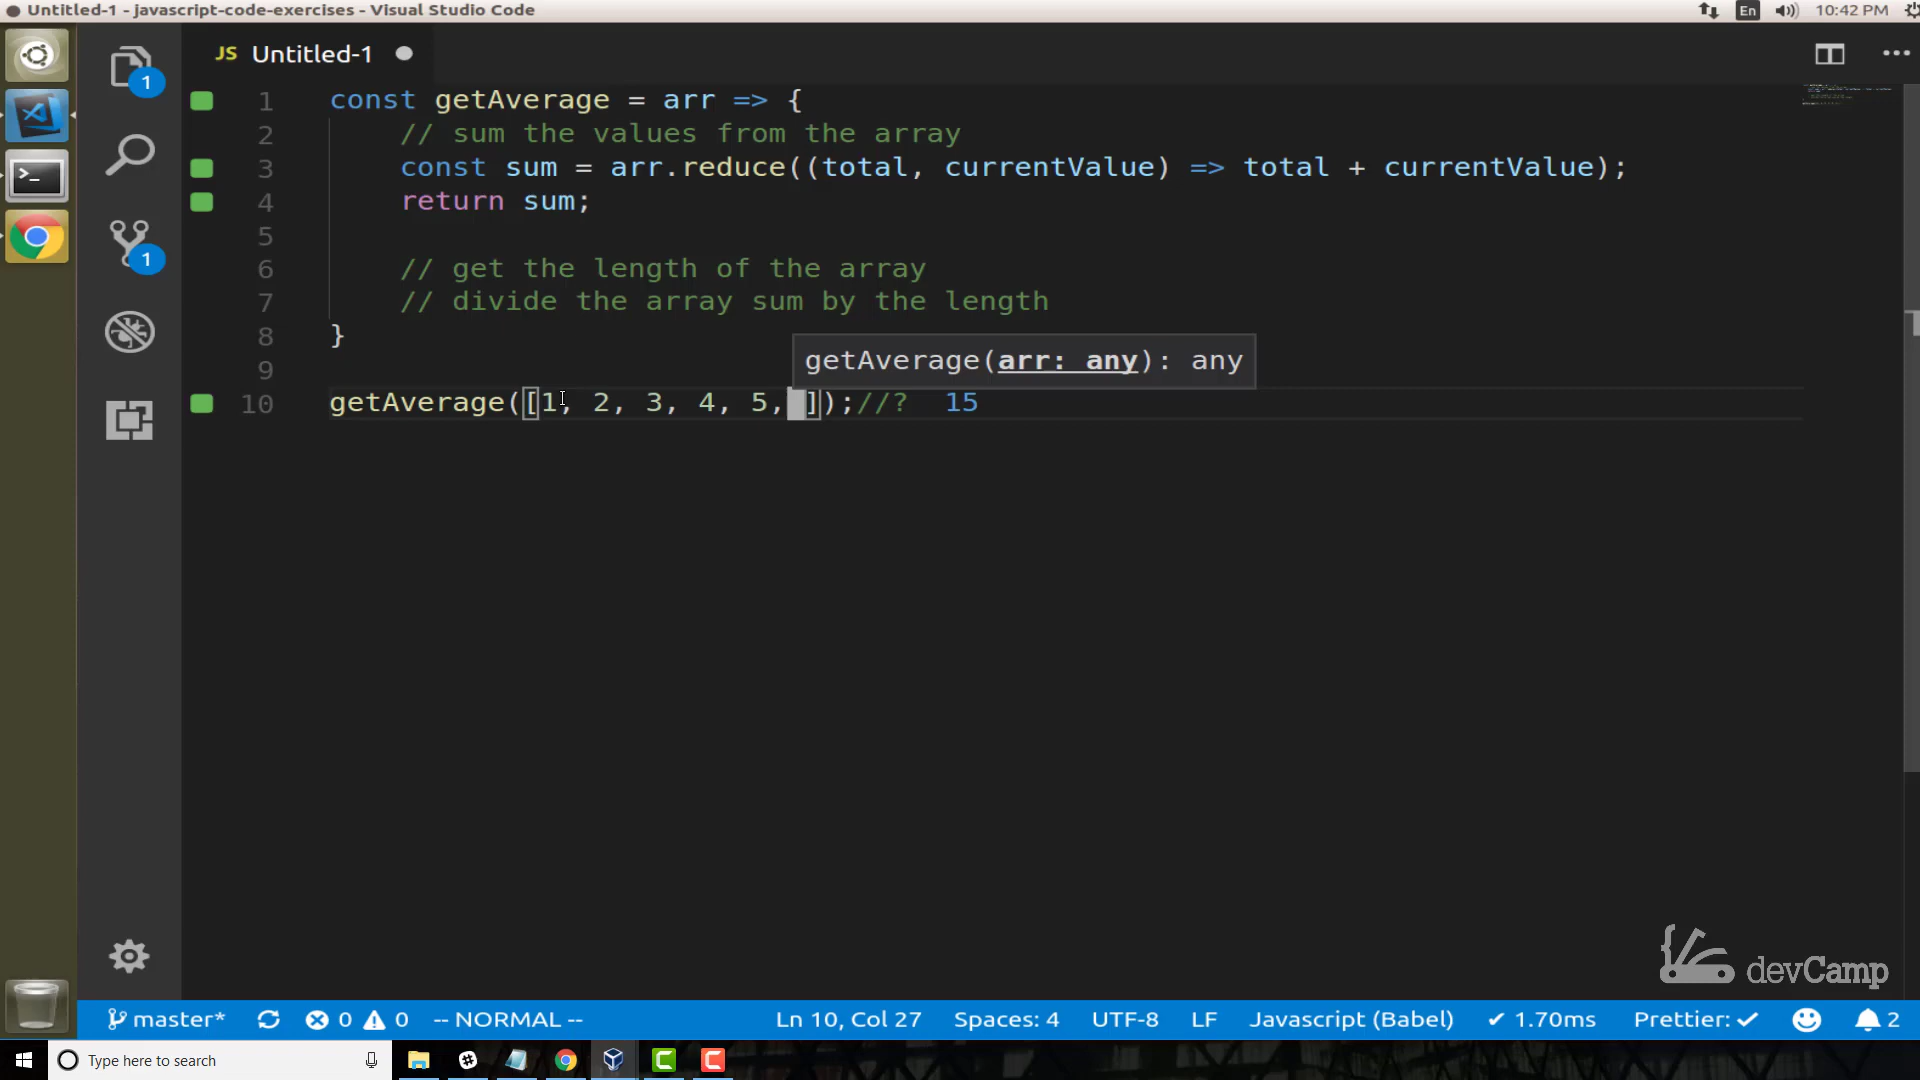 Untitled-1 - javascript-code-exercises - Visual Studio Code
En
10:42 PM
JS Untitled-1
1
1
1 const getAverage = arr => {
2 // sum the values from the array
3 const sum = arr.reduce((total, currentValue) => total + currentValue);
4 return sum;
5
6 // get the length of the array
7 // divide the array sum by the length
8 }
getAverage(arr: any): any
9
10 getAverage([1, 2, 3, 4, 5, ]);//? 15
devCamp
master* 0 0 -- NORMAL -- Ln 10, Col 27 Spaces: 4 UTF-8 LF Javascript (Babel) ✔ 1.70ms Prettier: ✔ 2
Type here to search